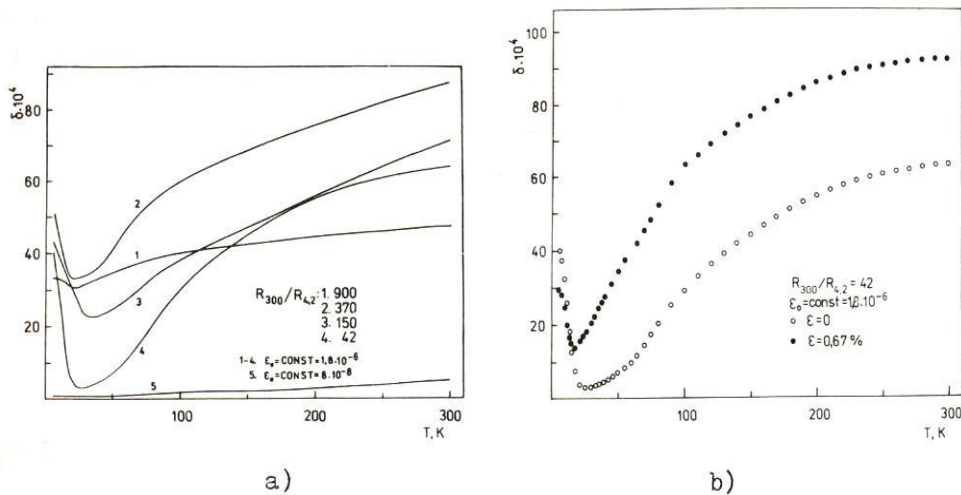 δ·10⁴
80
60
40
20
100
200
300
T, K
2
1
3
4
5
R₃₀₀/R₄,₂: 1. 900
2. 370
3. 150
4. 42
1-4. ε₀=CONST=1,8·10⁻⁶
5. ε₀=CONST=8·10⁻⁸
a)
δ·10⁴
100
80
60
40
20
100
200
300
T, K
R₃₀₀/R₄,₂ = 42
ε₀=const=1,8·10⁻⁶
○ ε=0
● ε=0,67 %
b)